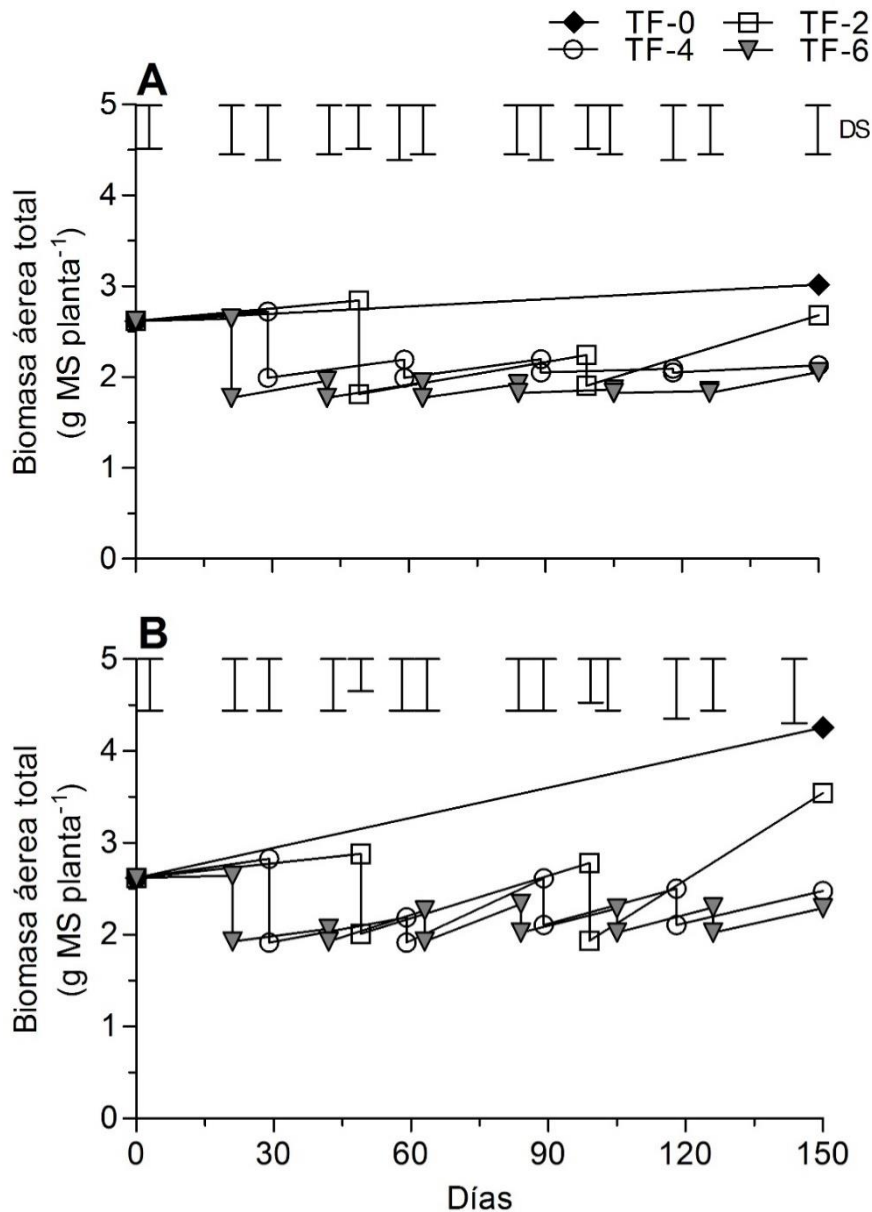 TF-0 TF-2
TF-4 TF-6
A
5
4
3
2
1
0
DS
Biomasa áerea total
(g MS planta⁻¹)
B
5
4
3
2
1
0
Biomasa áerea total
(g MS planta⁻¹)
0 30 60 90 120 150
Días